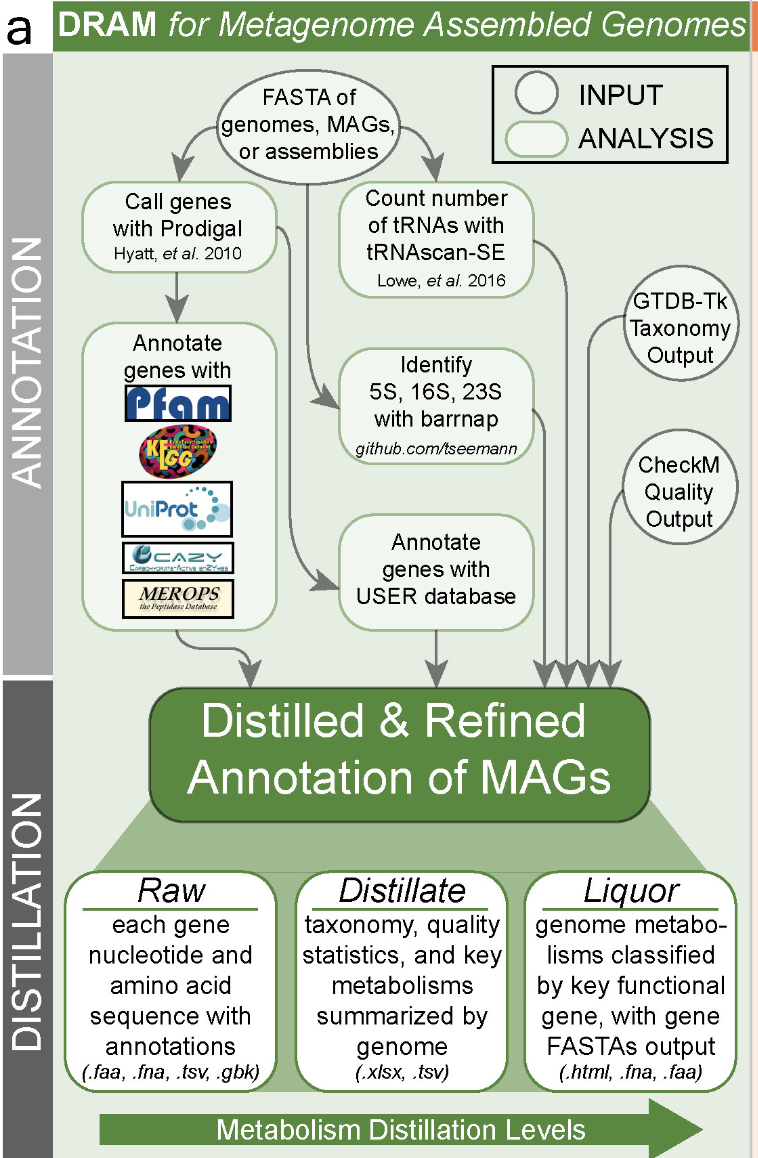 a
DRAM for Metagenome Assembled Genomes
ANNOTATION
FASTA of
genomes, MAGs,
or assemblies
INPUT
ANALYSIS
Call genes
with Prodigal
Hyatt, et al. 2010
Count number
of tRNAs with
tRNAscan-SE
Lowe, et al. 2016
GTDB-Tk
Taxonomy
Output
Annotate
genes with
Pfam
KEGG
UniProt
CAZY
CARBOHYDRATE-ACTIVE ENZYMES
MEROPS
the Peptidase Database
Identify
5S, 16S, 23S
with barrnap
github.com/tseemann
CheckM
Quality
Output
Annotate
genes with
USER database
DISTILLATION
Distilled & Refined
Annotation of MAGs
Raw
each gene
nucleotide and
amino acid
sequence with
annotations
(.faa, .fna, .tsv, .gbk)
Distillate
taxonomy, quality
statistics, and key
metabolisms
summarized by
genome
(.xlsx, .tsv)
Liquor
genome metabo-
lisms classified
by key functional
gene, with gene
FASTAs output
(.html, .fna, .faa)
Metabolism Distillation Levels